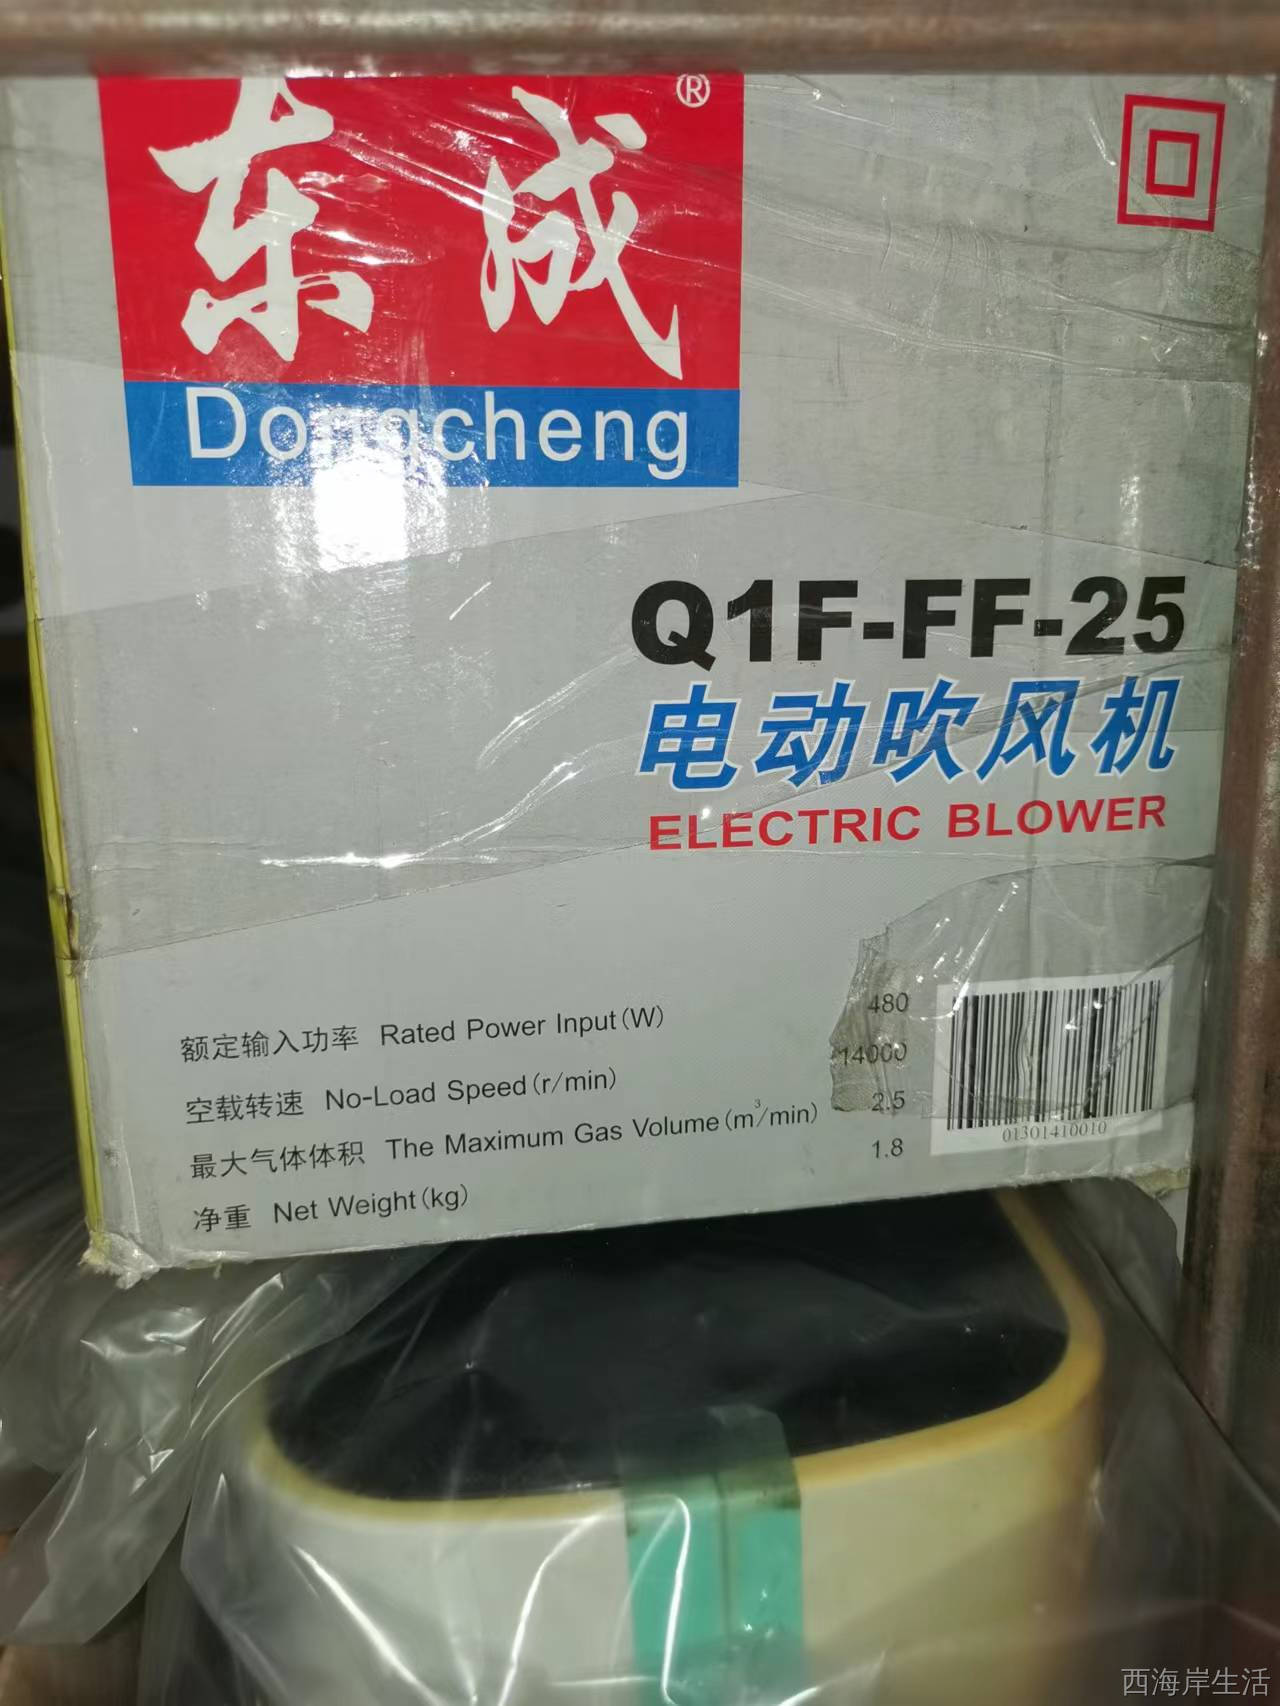 东成®
Dongcheng
Q1F-FF-25
电动吹风机
ELECTRIC BLOWER
额定输入功率 Rated Power Input(W) 480
空载转速 No-Load Speed(r/min) 14000
最大气体体积 The Maximum Gas Volume(m³/min) 2.5
净重 Net Weight(kg) 1.8
01301410010
西海岸生活